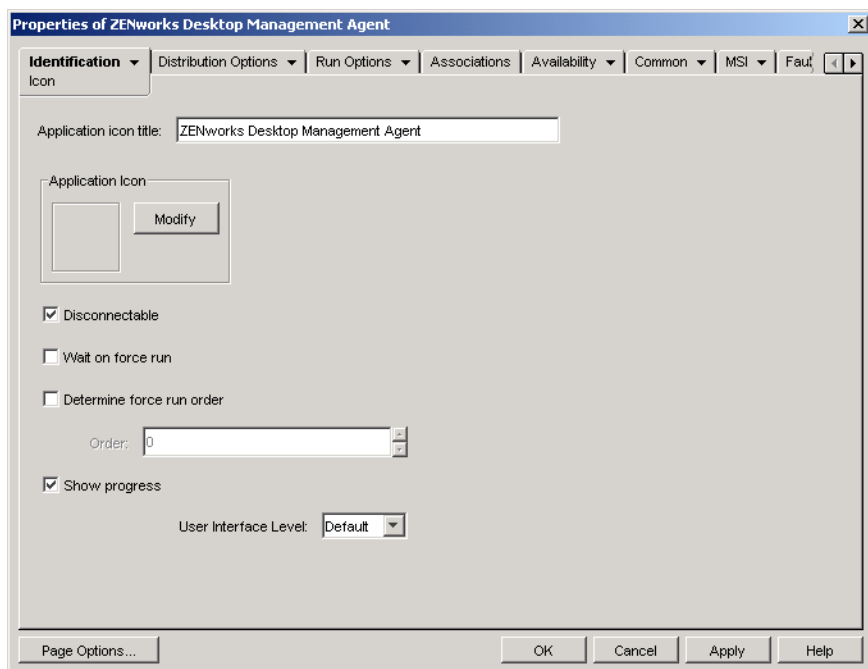 Properties of ZENworks Desktop Management Agent
Identification Distribution Options Run Options Associations Availability Common MSI
Icon
Application icon title: ZENworks Desktop Management Agent
Application Icon
Modify
Disconnectable
Wait on force run
Determine force run order
Order: 0
Show progress
User Interface Level: Default
Page Options... OK Cancel Apply Help